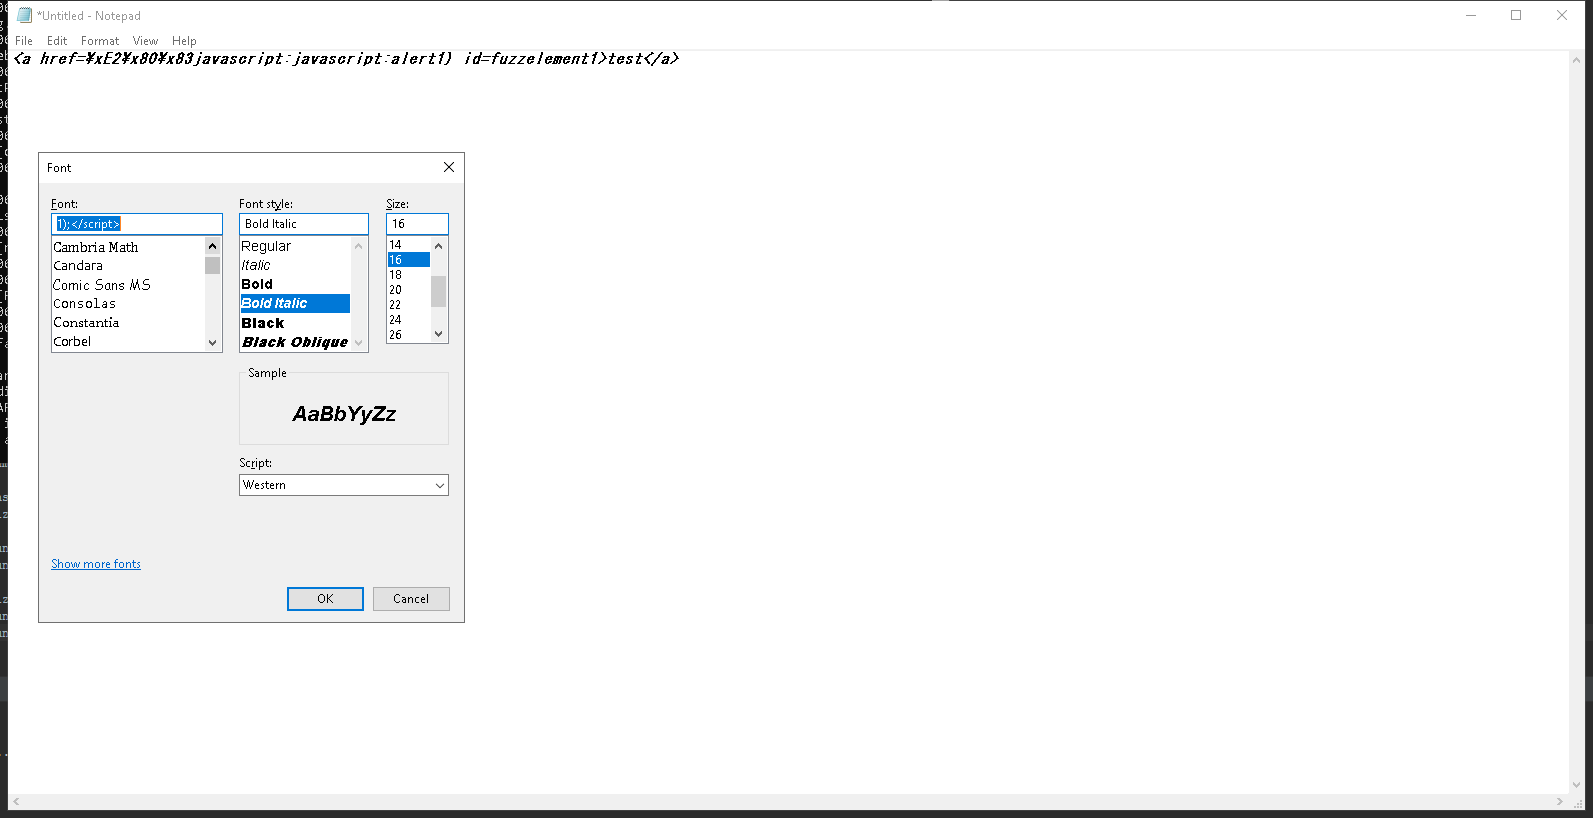 *Untitled - Notepad
File Edit Format View Help
<a href=¥xE2¥x80¥x83javascript:javascript:alert1) id=fuzzelement1>test</a>
Font
Font: Font style: Size:
1);</script> Bold Italic 16
Cambria Math
Candara
Comic Sans MS
Consolas
Constantia
Corbel
Regular
Italic
Bold
Bold Italic
Black
Black Oblique
14
16
18
20
22
24
26
Sample
AaBbYyZz
Script:
Western
Show more fonts
OK Cancel